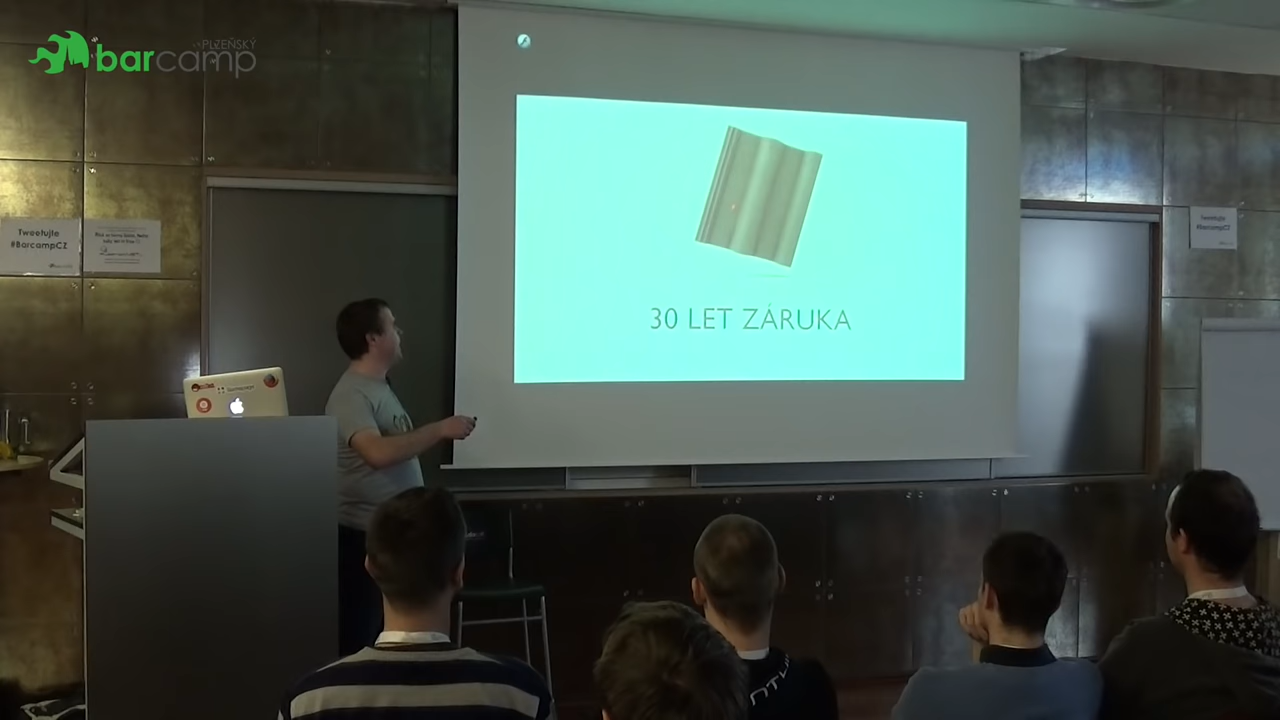 PLZEŇSKÝ
barcamp
30 LET ZÁRUKA
Tweetujte
#BarcampCZ
Tweetujte
#BarcampCZ